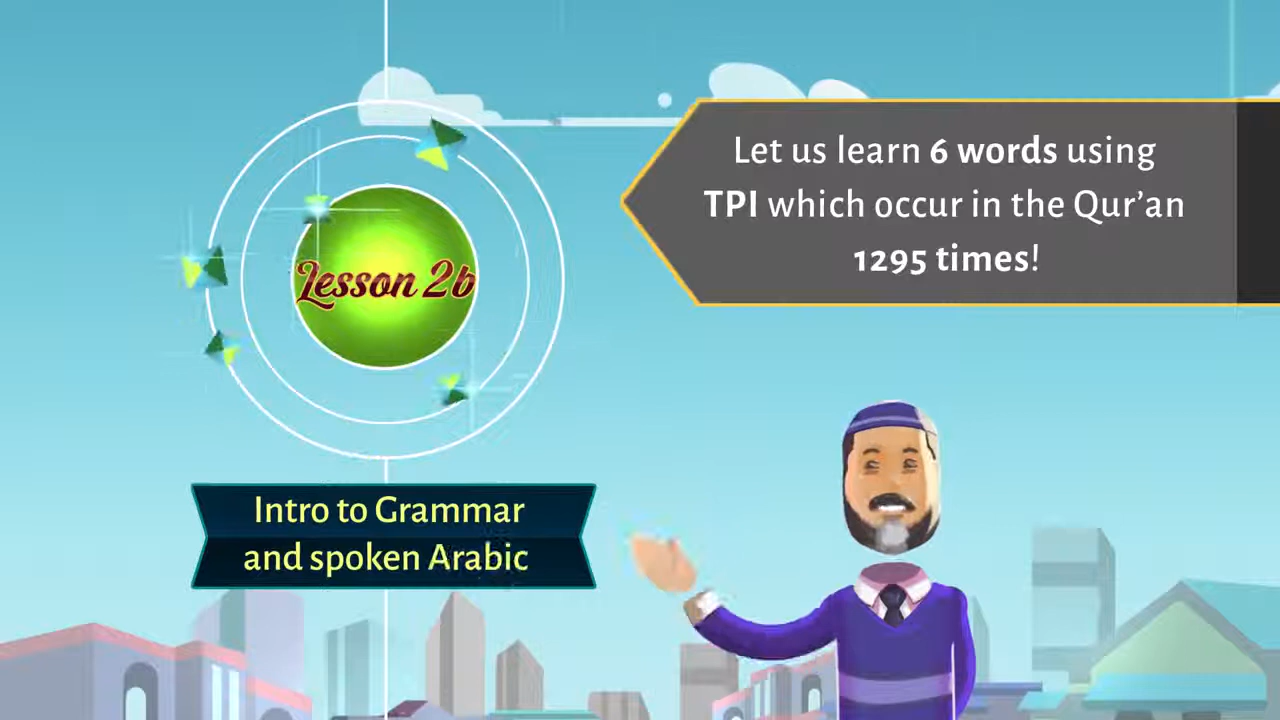 Lesson 2b
Let us learn 6 words using
TPI which occur in the Qur’an
1295 times!
Intro to Grammar
and spoken Arabic